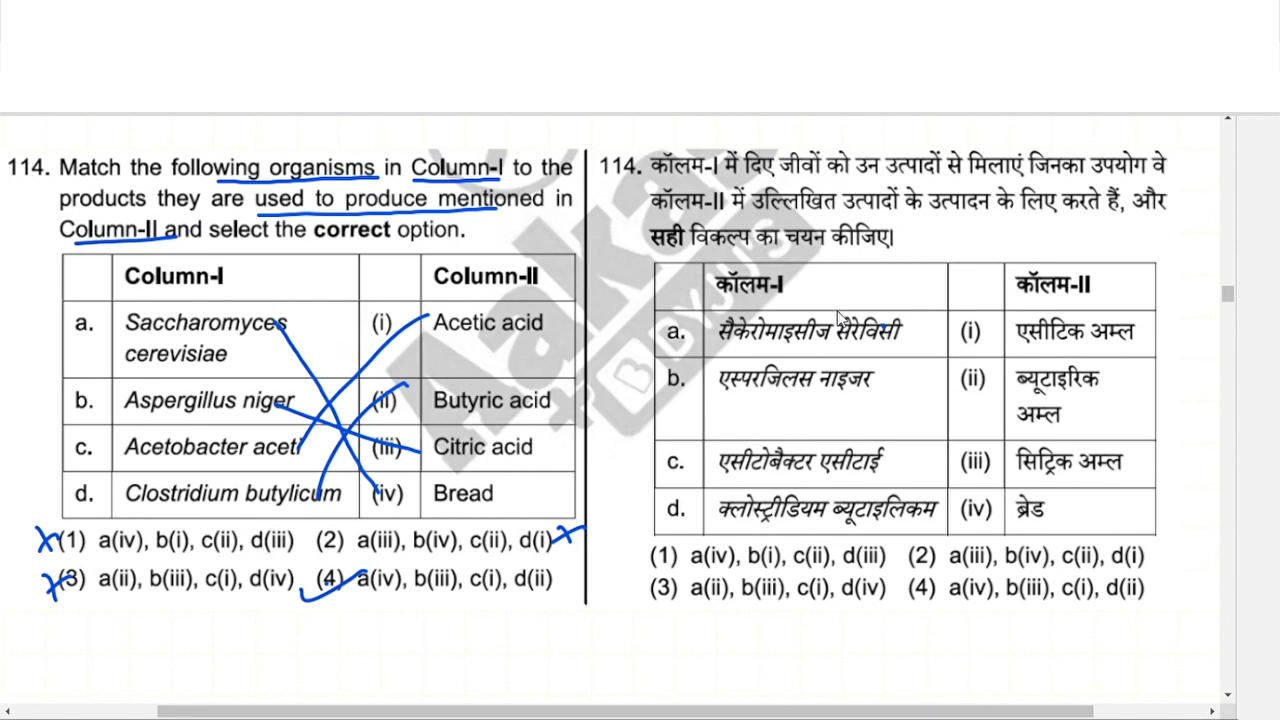 114. Match the following organisms in Column-I to the
products they are used to produce mentioned in
Column-II and select the correct option.
Column-I Column-II
a. Saccharomyces cerevisiae (i) Acetic acid
b. Aspergillus niger (ii) Butyric acid
c. Acetobacter aceti (iii) Citric acid
d. Clostridium butylicum (iv) Bread
(1) a(iv), b(i), c(ii), d(iii) (2) a(iii), b(iv), c(ii), d(i)
(3) a(ii), b(iii), c(i), d(iv) (4) a(iv), b(iii), c(i), d(ii)
114. कॉलम-I में दिए जीवों को उन उत्पादों से मिलाएं जिनका उपयोग वे
कॉलम-II में उल्लिखित उत्पादों के उत्पादन के लिए करते हैं, और
सही विकल्प का चयन कीजिए।
कॉलम-I कॉलम-II
a. सैकेरोमाइसीज सैरेविसी (i) एसीटिक अम्ल
b. एस्परजिलस नाइजर (ii) ब्यूटाइरिक
अम्ल
c. एसीटोबैक्टर एसीटाई (iii) सिट्रिक अम्ल
d. क्लोस्ट्रीडियम ब्यूटाइलिकम (iv) ब्रेड
(1) a(iv), b(i), c(ii), d(iii) (2) a(iii), b(iv), c(ii), d(i)
(3) a(ii), b(iii), c(i), d(iv) (4) a(iv), b(iii), c(i), d(ii)